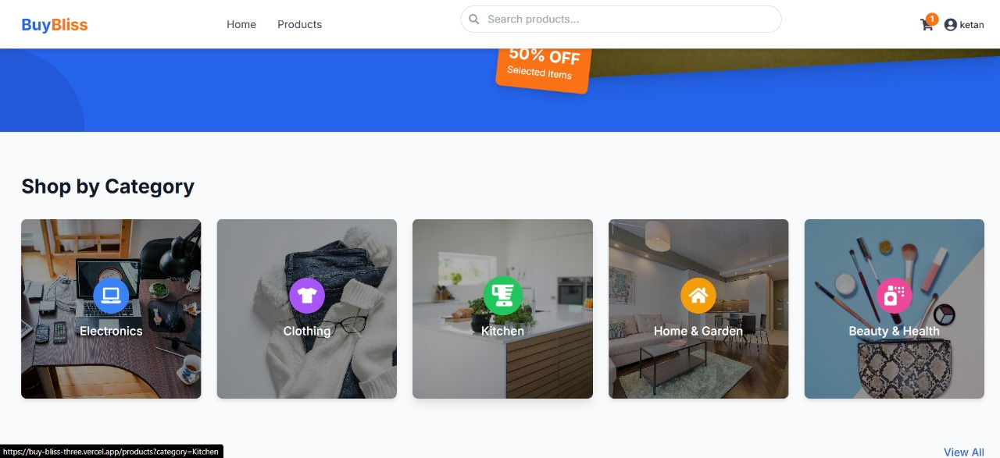 BuyBliss
Home
Products
Search products...
1
ketan
50% OFF
Selected Items
Shop by Category
Electronics
Clothing
Kitchen
Home & Garden
Beauty & Health
View All
https://buy-bliss-three.vercel.app/products?category=Kitchen